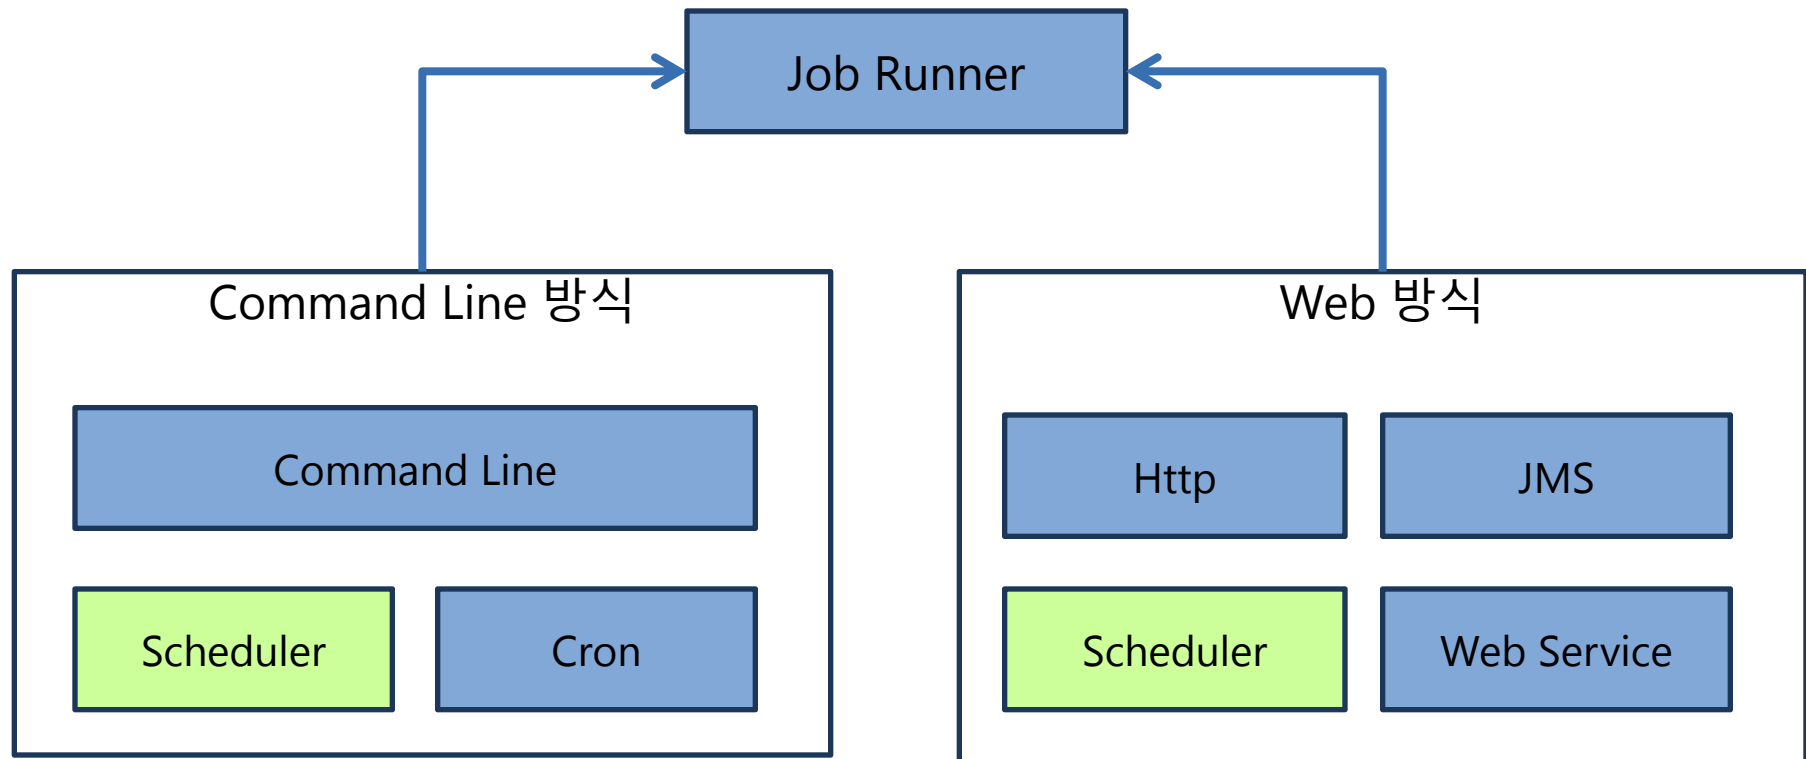 Job Runner
Command Line 방식
Command Line
Scheduler
Cron
Web 방식
Http
JMS
Scheduler
Web Service